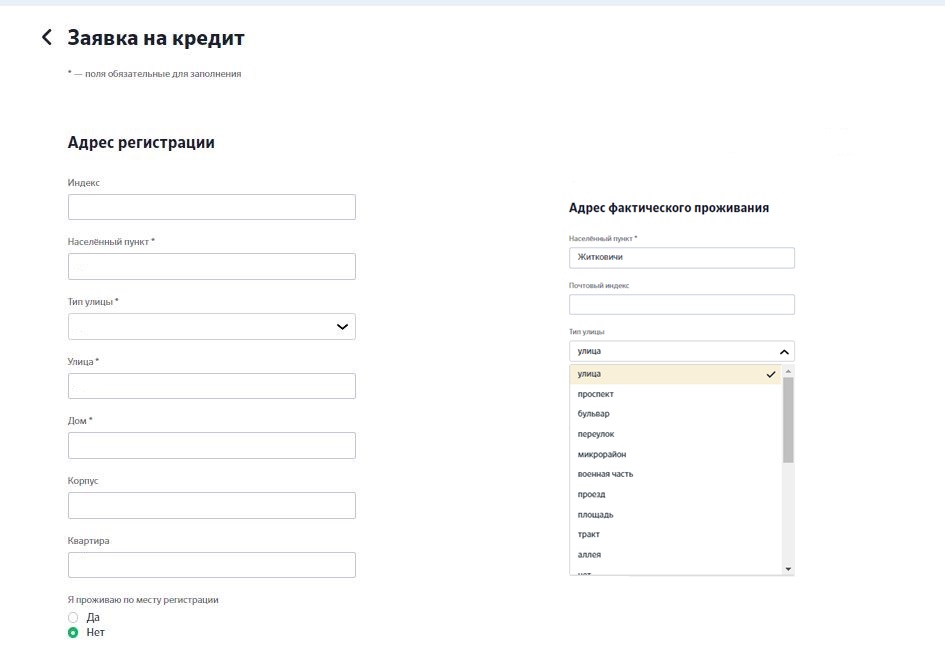 Заявка на кредит
* — поля обязательные для заполнения
Адрес регистрации
Индекс
Населённый пункт *
Тип улицы *
Улица *
Дом *
Корпус
Квартира
Я проживаю по месту регистрации
Да
Нет
Адрес фактического проживания
Населённый пункт *
Житковичи
Почтовый индекс
Тип улицы
улица
улица
проспект
бульвар
переулок
микрорайон
военная часть
проезд
площадь
тракт
аллея